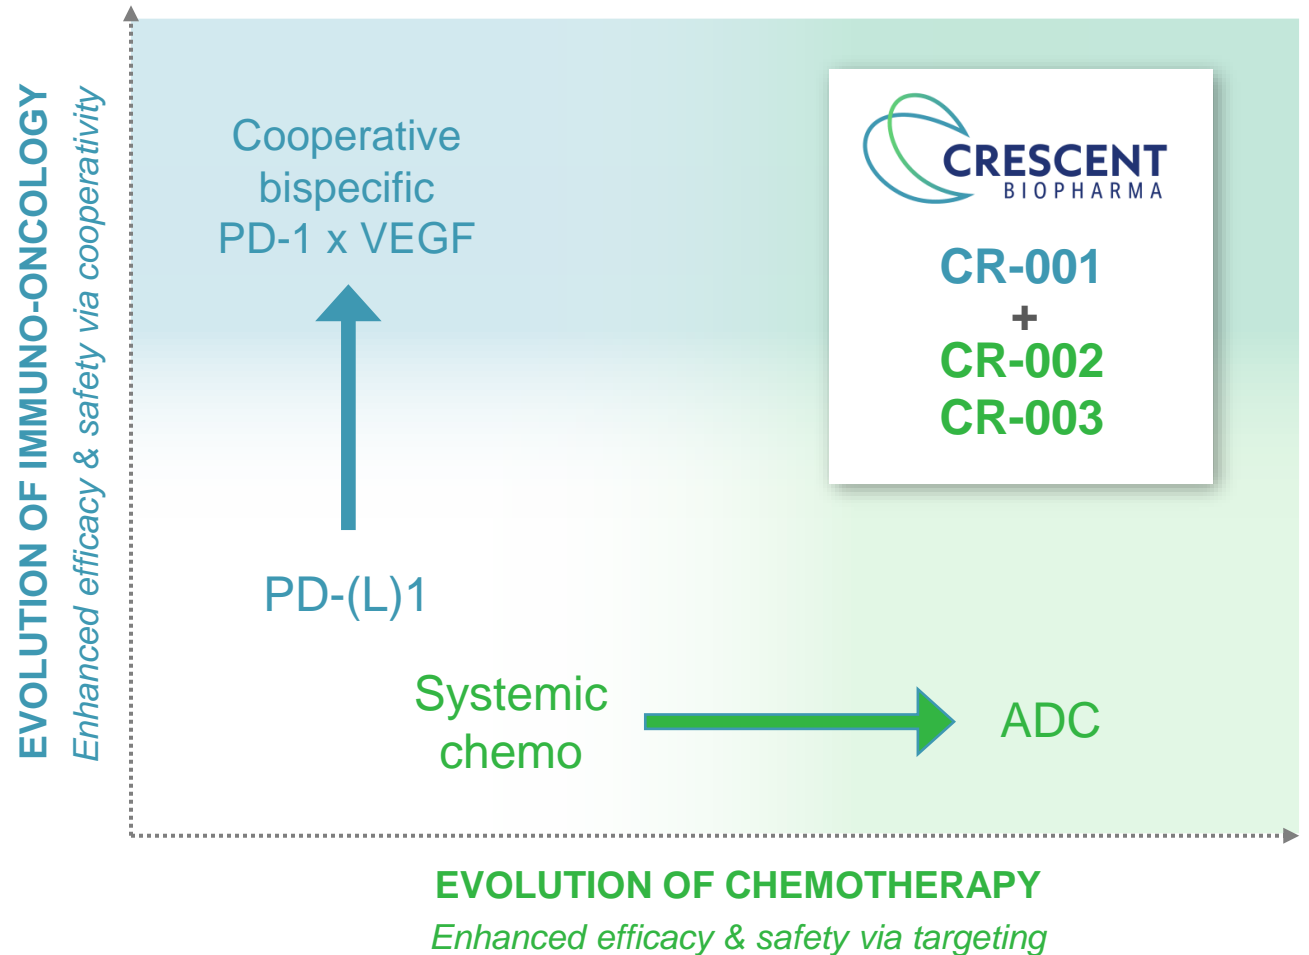 EVOLUTION OF IMMUNO-ONCOLOGY
Enhanced efficacy & safety via cooperativity
Cooperative
bispecific
PD-1 x VEGF
PD-(L)1
CRESCENT
BIOPHARMA
CR-001
+
CR-002
CR-003
Systemic
chemo
ADC
EVOLUTION OF CHEMOTHERAPY
Enhanced efficacy & safety via targeting